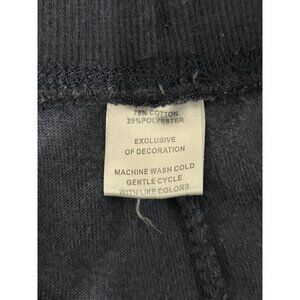 75% COTTON
25% POLYESTER
EXCLUSIVE
OF DECORATION
MACHINE WASH COLD
GENTLE CYCLE
WITH LIKE COLORS